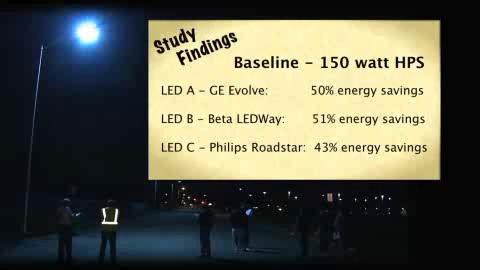 Study
Findings
Baseline - 150 watt HPS
LED A - GE Evolve: 50% energy savings
LED B - Beta LEDWay: 51% energy savings
LED C - Philips Roadstar: 43% energy savings